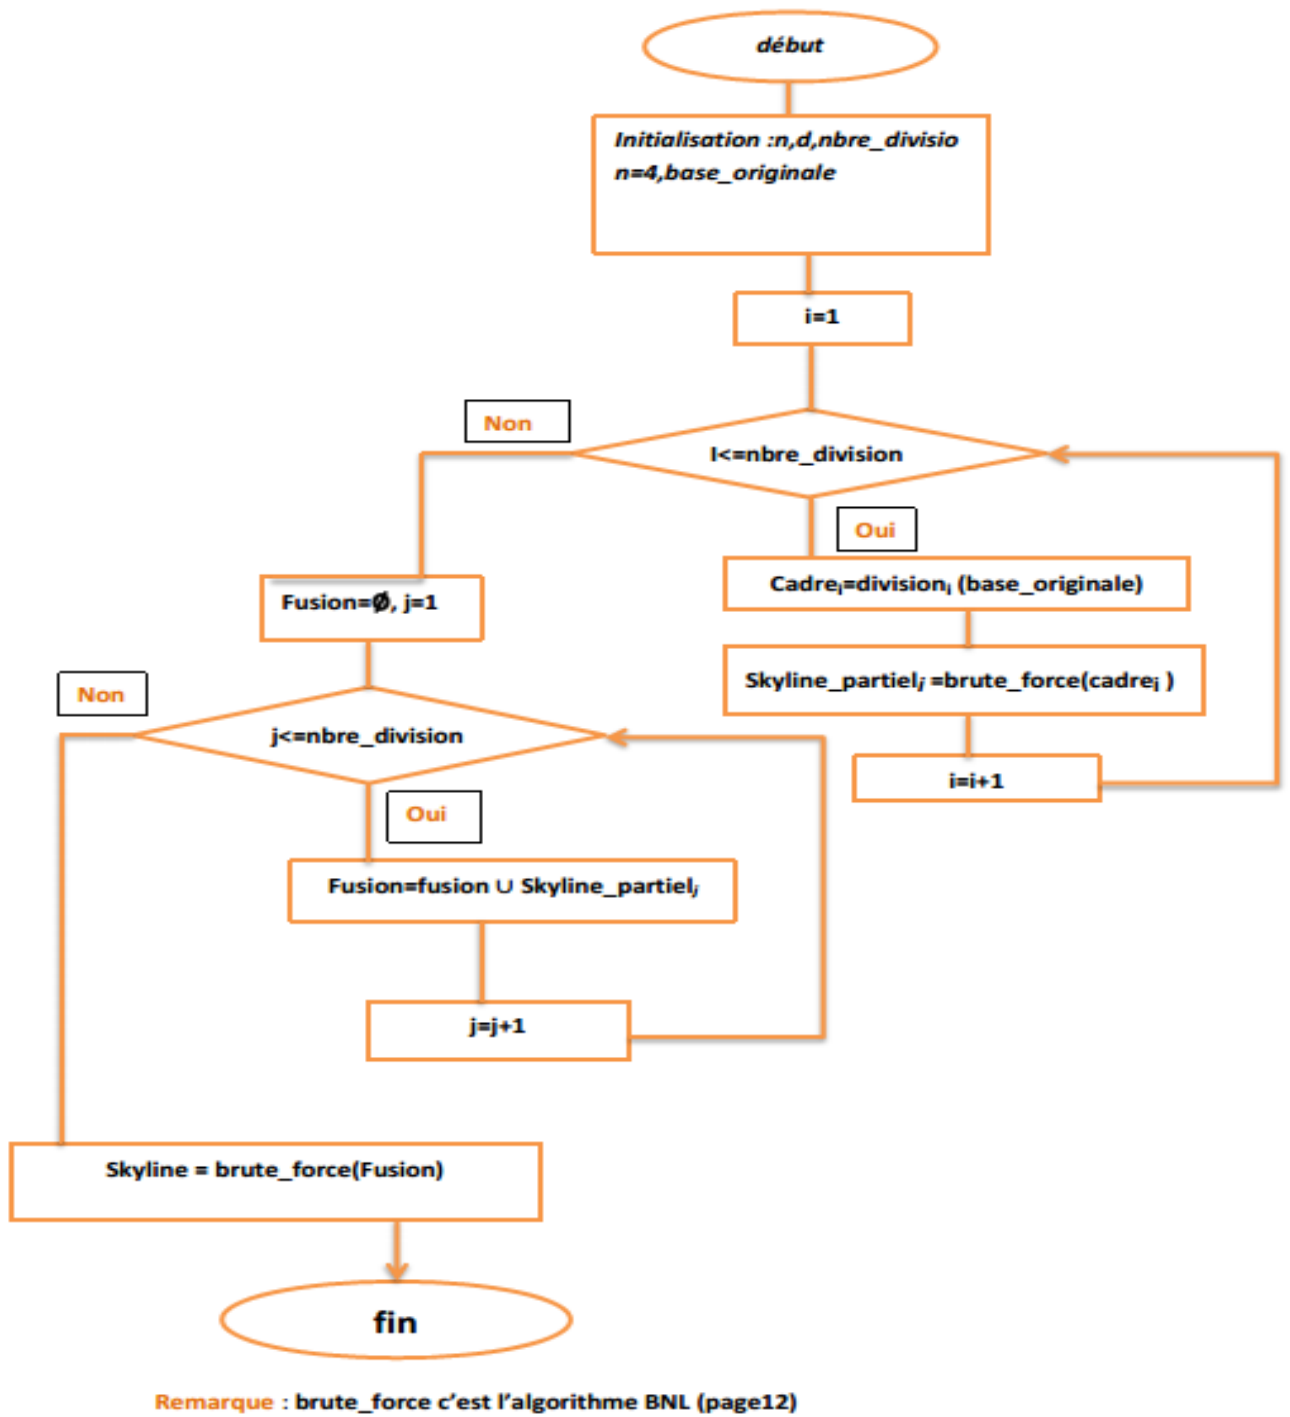 début
Initialisation :n,d,nbre_divisio
n=4,base_originale
i=1
Non
I<=nbre_division
Oui
Cadreᵢ=divisionᵢ (base_originale)
Skyline_partielᵢ =brute_force(cadreᵢ )
i=i+1
Fusion=∅, j=1
Non
j<=nbre_division
Oui
Fusion=fusion ∪ Skyline_partielⱼ
j=j+1
Skyline = brute_force(Fusion)
fin
Remarque : brute_force c’est l’algorithme BNL (page12)